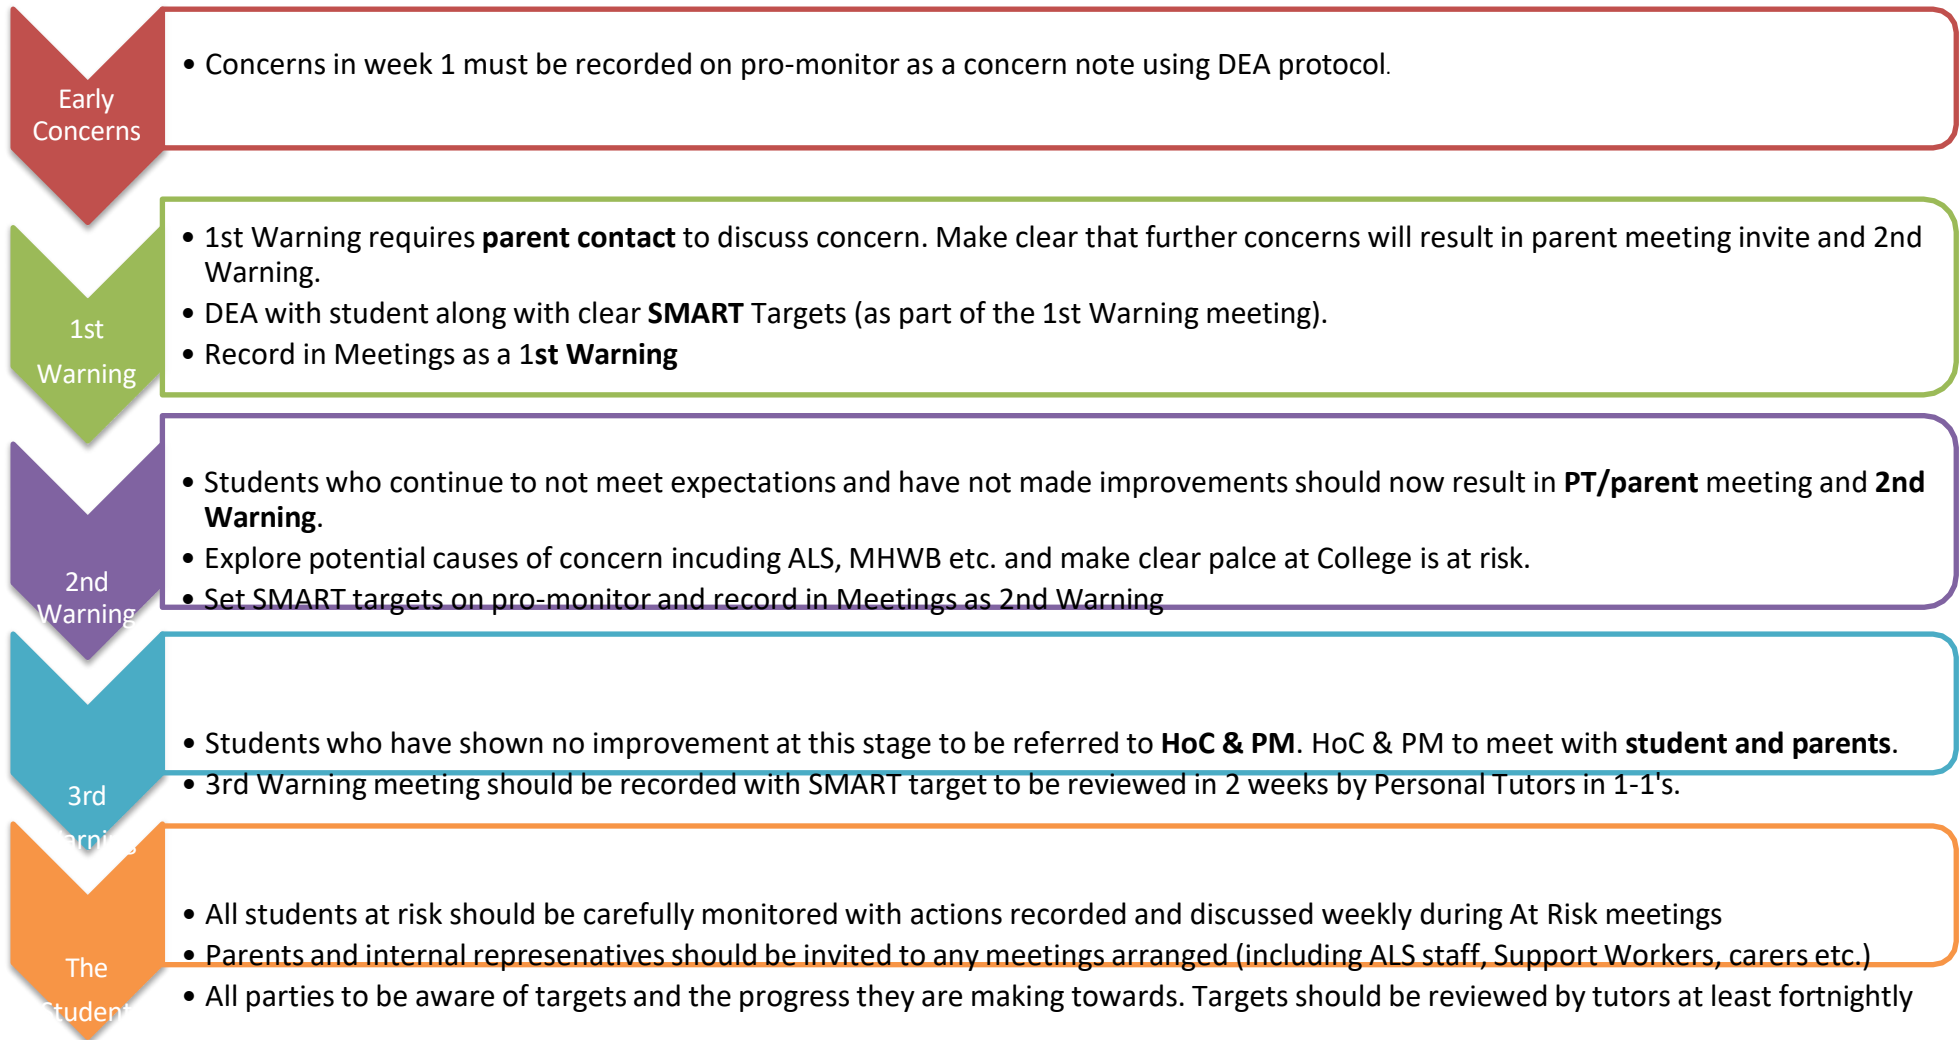 Early
Concerns
• Concerns in week 1 must be recorded on pro-monitor as a concern note using DEA protocol.
1st
Warning
• 1st Warning requires parent contact to discuss concern. Make clear that further concerns will result in parent meeting invite and 2nd
Warning.
• DEA with student along with clear SMART Targets (as part of the 1st Warning meeting).
• Record in Meetings as a 1st Warning
2nd
Warning
• Students who continue to not meet expectations and have not made improvements should now result in PT/parent meeting and 2nd
Warning.
• Explore potential causes of concern incuding ALS, MHWB etc. and make clear palce at College is at risk.
• Set SMART targets on pro-monitor and record in Meetings as 2nd Warning
3rd
Warning
• Students who have shown no improvement at this stage to be referred to HoC & PM. HoC & PM to meet with student and parents.
• 3rd Warning meeting should be recorded with SMART target to be reviewed in 2 weeks by Personal Tutors in 1-1's.
The
Student
• All students at risk should be carefully monitored with actions recorded and discussed weekly during At Risk meetings
• Parents and internal represenatives should be invited to any meetings arranged (including ALS staff, Support Workers, carers etc.)
• All parties to be aware of targets and the progress they are making towards. Targets should be reviewed by tutors at least fortnightly